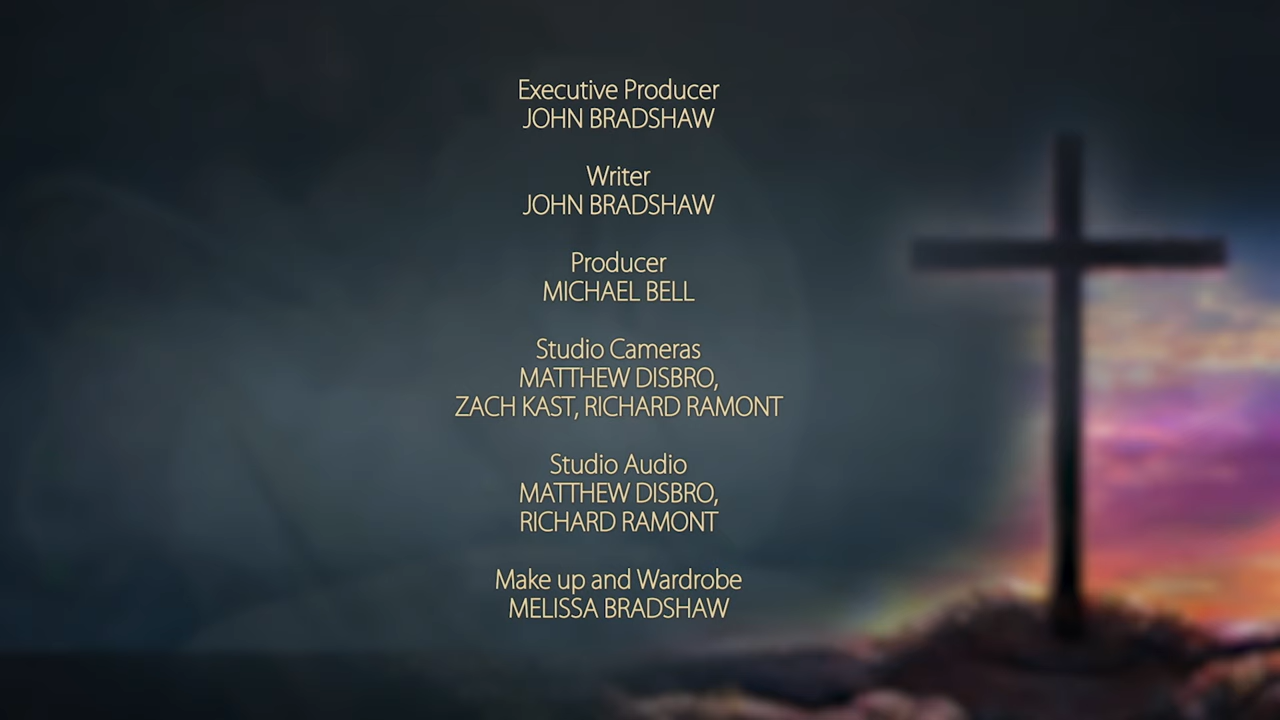 Executive Producer
JOHN BRADSHAW
Writer
JOHN BRADSHAW
Producer
MICHAEL BELL
Studio Cameras
MATTHEW DISBRO,
ZACH KAST, RICHARD RAMONT
Studio Audio
MATTHEW DISBRO,
RICHARD RAMONT
Make up and Wardrobe
MELISSA BRADSHAW